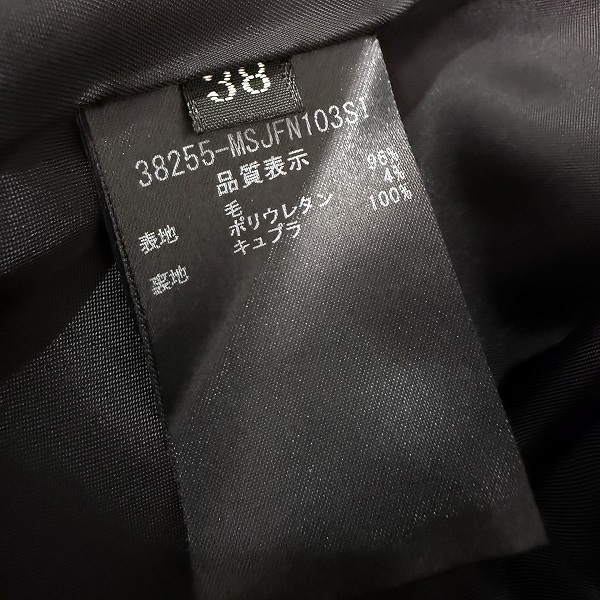 38
38255-MSJFN103S1
品質表示
表地 毛 96%
ポリウレタン 4%
裏地 キュプラ 100%